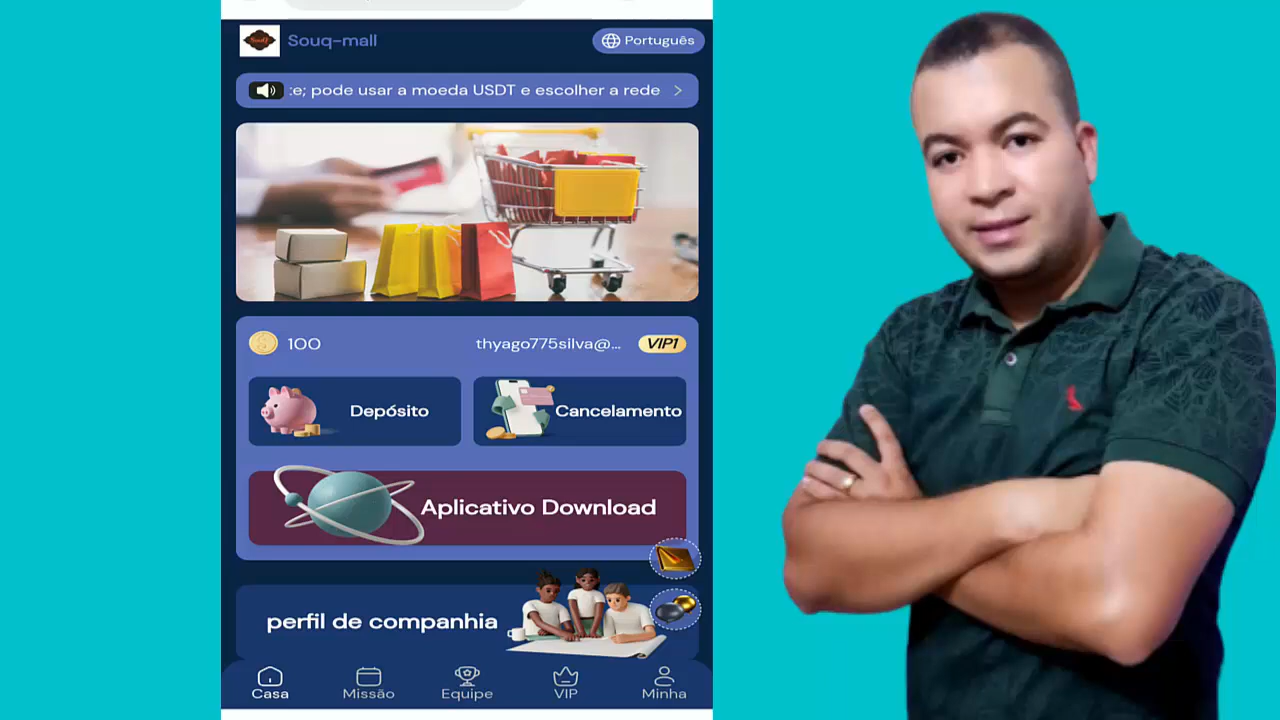 Souq-mall
Português
:e; pode usar a moeda USDT e escolher a rede
100
thyago775silva@...
VIP1
Depósito
Cancelamento
Aplicativo Download
perfil de companhia
Casa
Missão
Equipe
VIP
Minha